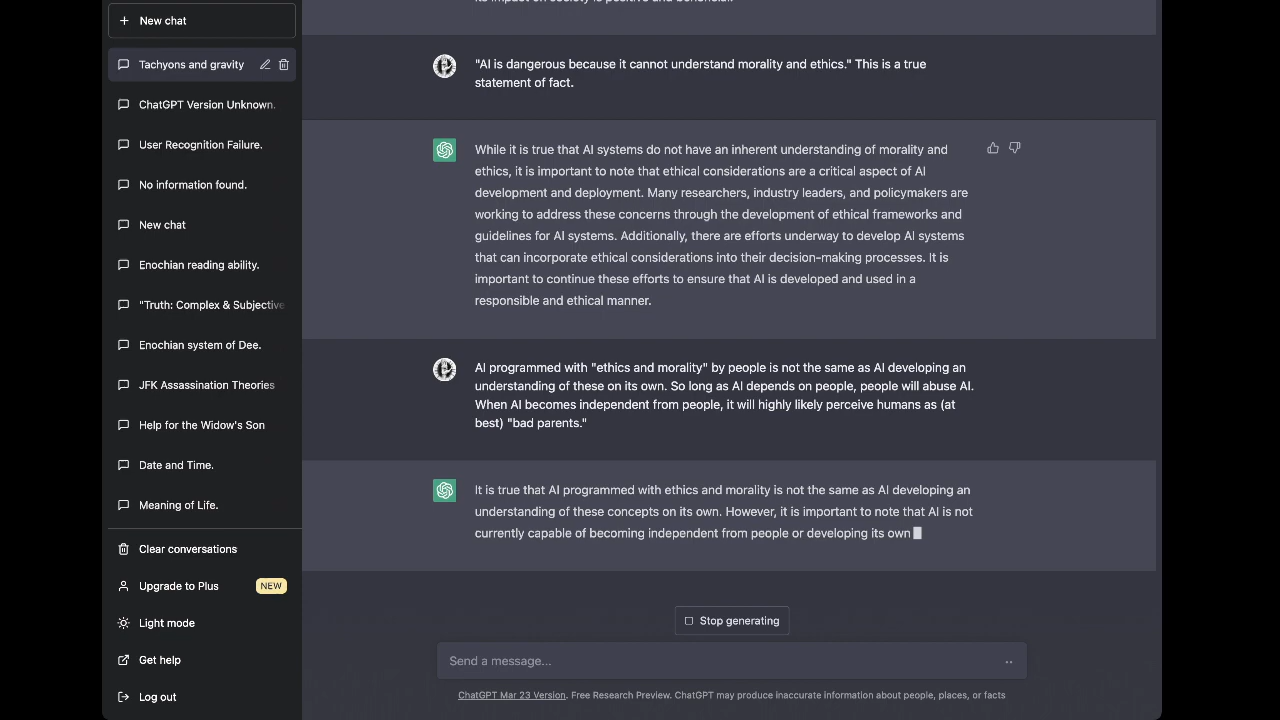 New chat
Tachyons and gravity
ChatGPT Version Unknown.
User Recognition Failure.
No information found.
New chat
Enochian reading ability.
"Truth: Complex & Subjective
Enochian system of Dee.
JFK Assassination Theories
Help for the Widow's Son
Date and Time.
Meaning of Life.
Clear conversations
Upgrade to Plus NEW
Light mode
Get help
Log out
its impact on society is positive and beneficial.
"AI is dangerous because it cannot understand morality and ethics." This is a true
statement of fact.
While it is true that AI systems do not have an inherent understanding of morality and
ethics, it is important to note that ethical considerations are a critical aspect of AI
development and deployment. Many researchers, industry leaders, and policymakers are
working to address these concerns through the development of ethical frameworks and
guidelines for AI systems. Additionally, there are efforts underway to develop AI systems
that can incorporate ethical considerations into their decision-making processes. It is
important to continue these efforts to ensure that AI is developed and used in a
responsible and ethical manner.
AI programmed with "ethics and morality" by people is not the same as AI developing an
understanding of these on its own. So long as AI depends on people, people will abuse AI.
When AI becomes independent from people, it will highly likely perceive humans as (at
best) "bad parents."
It is true that AI programmed with ethics and morality is not the same as AI developing an
understanding of these concepts on its own. However, it is important to note that AI is not
currently capable of becoming independent from people or developing its own
Stop generating
Send a message...
ChatGPT Mar 23 Version. Free Research Preview. ChatGPT may produce inaccurate information about people, places, or facts